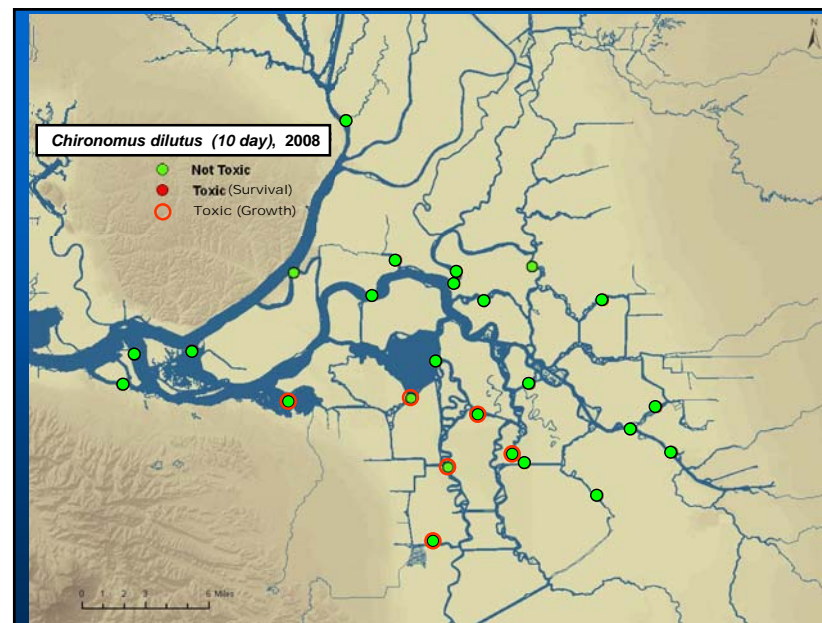 N
Chironomus dilutus (10 day), 2008
Not Toxic
Toxic (Survival)
Toxic (Growth)
0 1 2 3 6 Miles